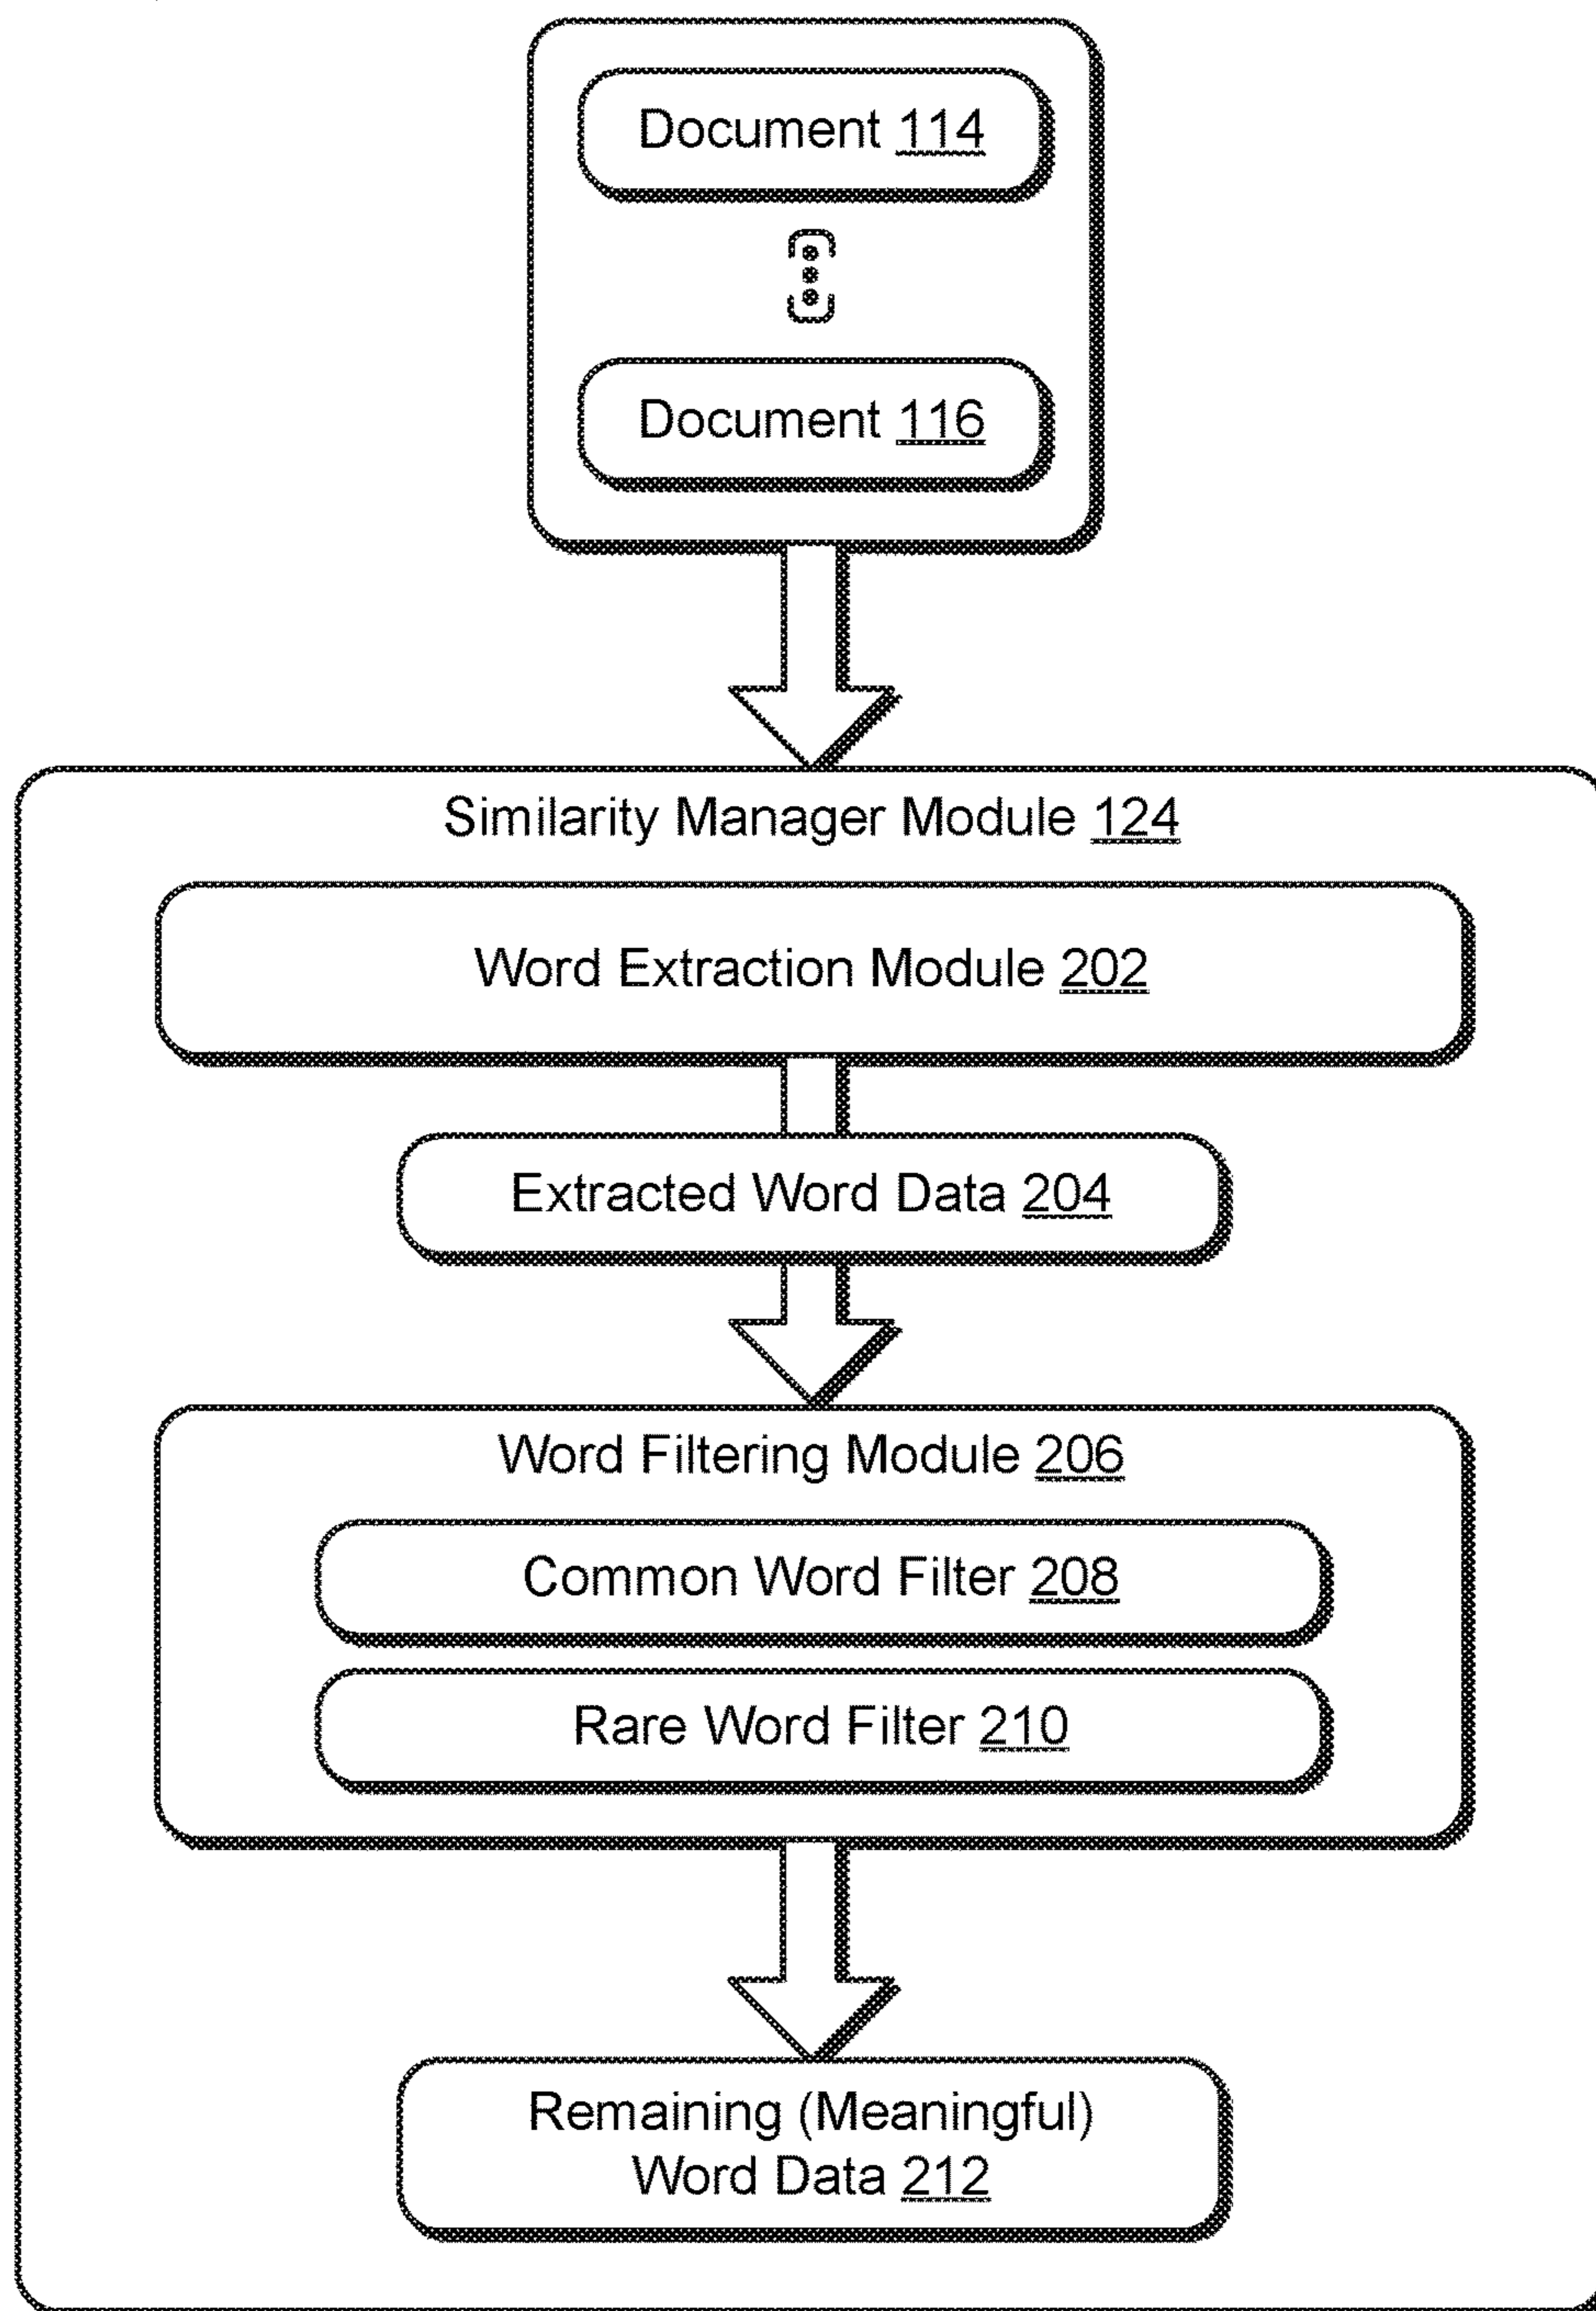 Document 114
Document 116
Similarity Manager Module 124
Word Extraction Module 202
Extracted Word Data 204
Word Filtering Module 206
Common Word Filter 208
Rare Word Filter 210
Remaining (Meaningful)
Word Data 212